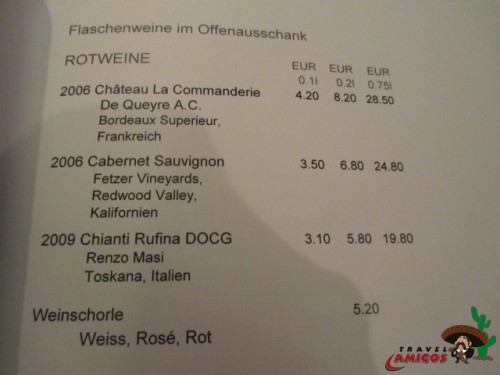 Flaschenweine im Offenausschank
ROTWEINE
EUR EUR EUR
0.1l 0.2l 0.75l
2006 Château La Commanderie 4.20 8.20 28.50
De Queyre A.C.
Bordeaux Superieur,
Frankreich
2006 Cabernet Sauvignon 3.50 6.80 24.80
Fetzer Vineyards,
Redwood Valley,
Kalifornien
2009 Chianti Rufina DOCG 3.10 5.80 19.80
Renzo Masi
Toskana, Italien
Weinschorle 5.20
Weiss, Rosé, Rot
TRAVEL
AMIGOS